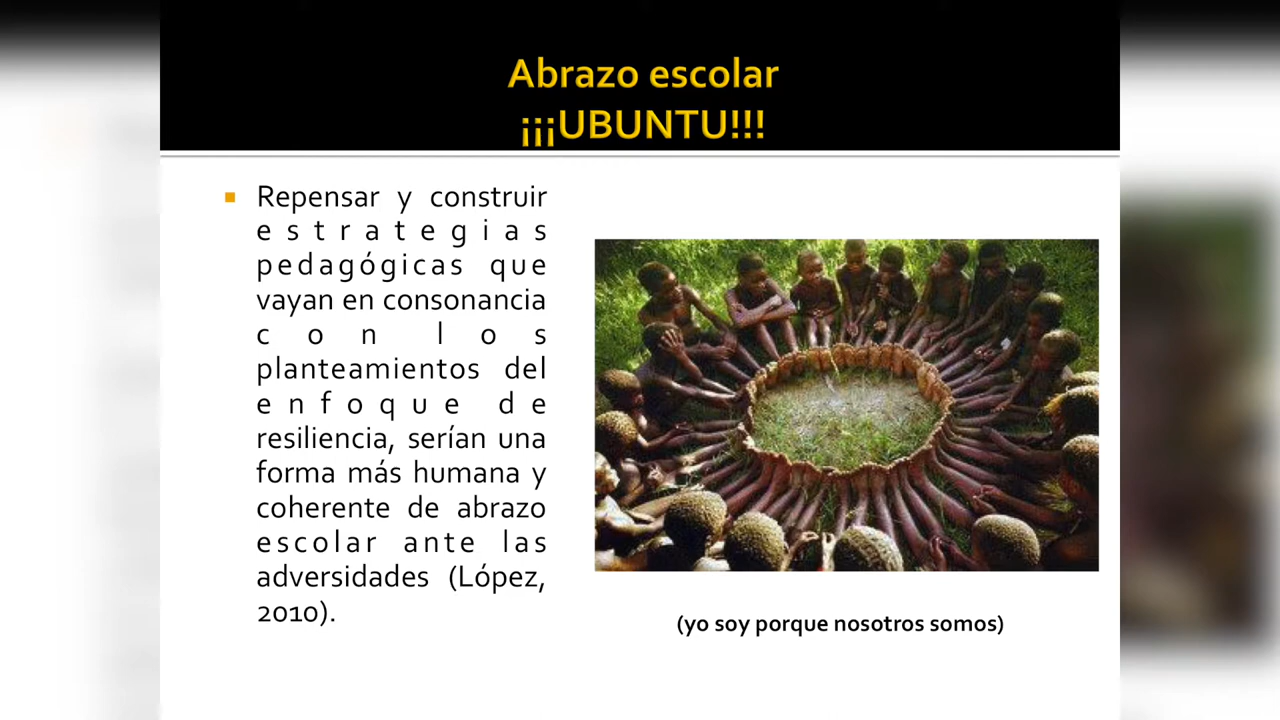 Abrazo escolar
¡¡¡UBUNTU!!!
Repensar y construir
estrategias
pedagógicas que
vayan en consonancia
con los
planteamientos del
enfoque de
resiliencia, serían una
forma más humana y
coherente de abrazo
escolar ante las
adversidades (López,
2010).
(yo soy porque nosotros somos)